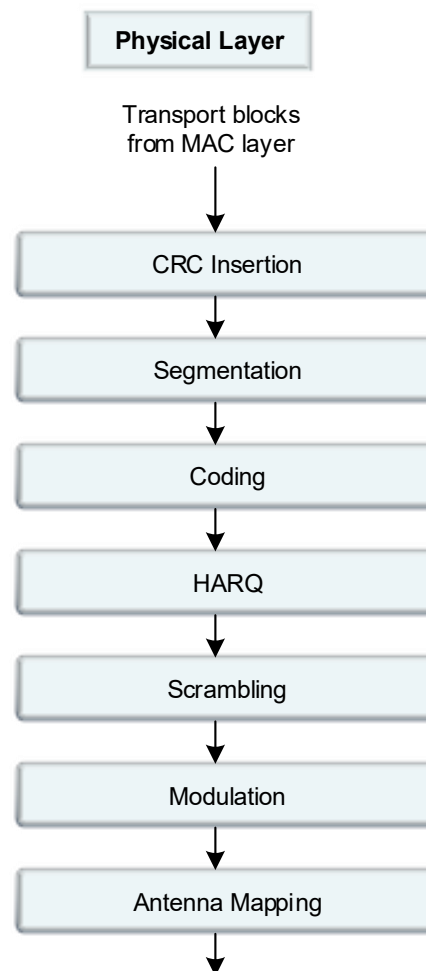 Physical Layer
Transport blocks
from MAC layer
CRC Insertion
Segmentation
Coding
HARQ
Scrambling
Modulation
Antenna Mapping